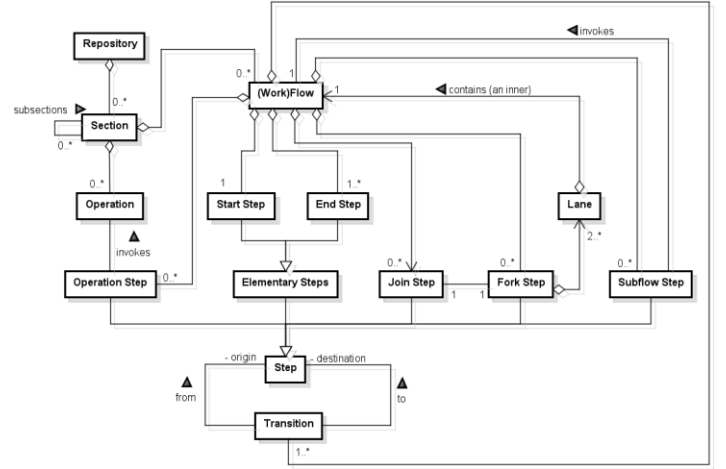 invokes
Repository
0..*
1
(Work)Flow
1
contains (an inner)
0..*
subsections
Section
0..*
0..*
1
1..*
Operation
Start Step
End Step
Lane
invokes
2..*
0..*
0..*
0..*
0..*
Operation Step
Elementary Steps
Join Step
1
1
Fork Step
Subflow Step
- origin
- destination
Step
from
to
Transition
1..*